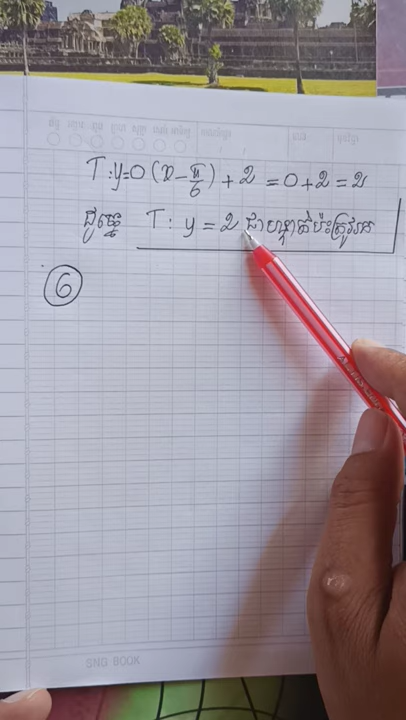 T : y = 0 (x - π/6) + 2 = 0 + 2 = 2
ដូច្នេះ T : y = 2 ជាបន្ទាត់ប៉ះត្រូវរក
6
SNG BOOK